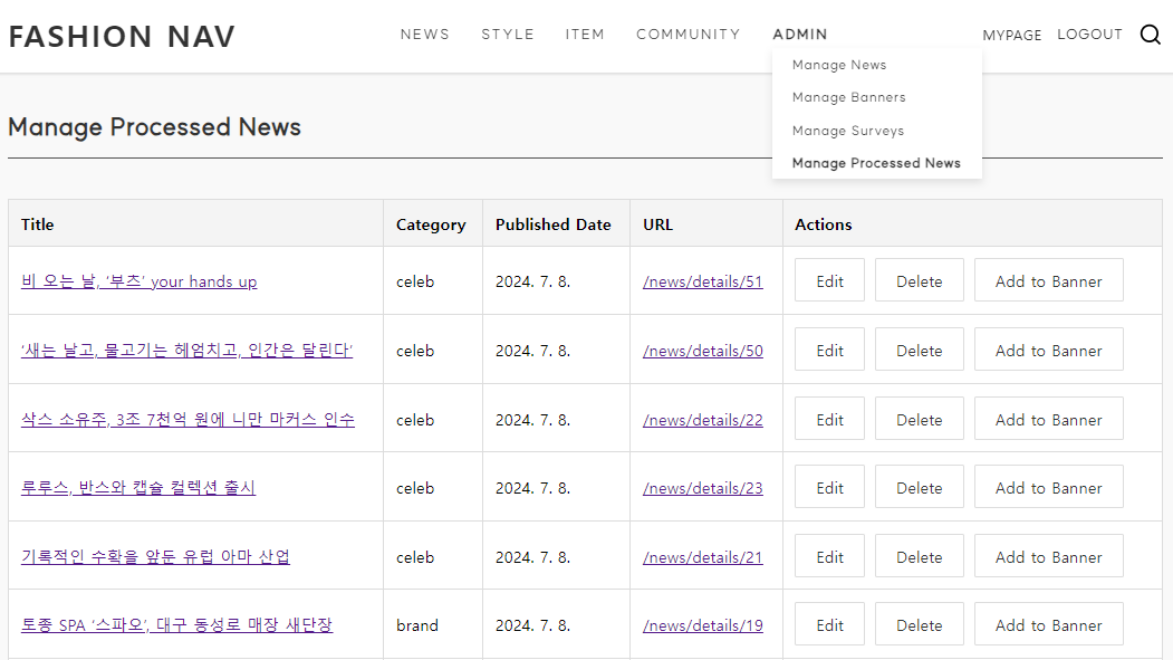 FASHION NAV NEWS STYLE ITEM COMMUNITY ADMIN MYPAGE LOGOUT
Manage News
Manage Banners
Manage Surveys
Manage Processed News
Manage Processed News
Title Category Published Date URL Actions
비 오는 날, ‘부츠’ your hands up celeb 2024. 7. 8. /news/details/51 Edit Delete Add to Banner
‘새는 날고, 물고기는 헤엄치고, 인간은 달린다’ celeb 2024. 7. 8. /news/details/50 Edit Delete Add to Banner
삭스 소유주, 3조 7천억 원에 니만 마커스 인수 celeb 2024. 7. 8. /news/details/22 Edit Delete Add to Banner
루루스, 반스와 캡슐 컬렉션 출시 celeb 2024. 7. 8. /news/details/23 Edit Delete Add to Banner
기록적인 수확을 앞둔 유럽 아마 산업 celeb 2024. 7. 8. /news/details/21 Edit Delete Add to Banner
토종 SPA ‘스파오’, 대구 동성로 매장 새단장 brand 2024. 7. 8. /news/details/19 Edit Delete Add to Banner